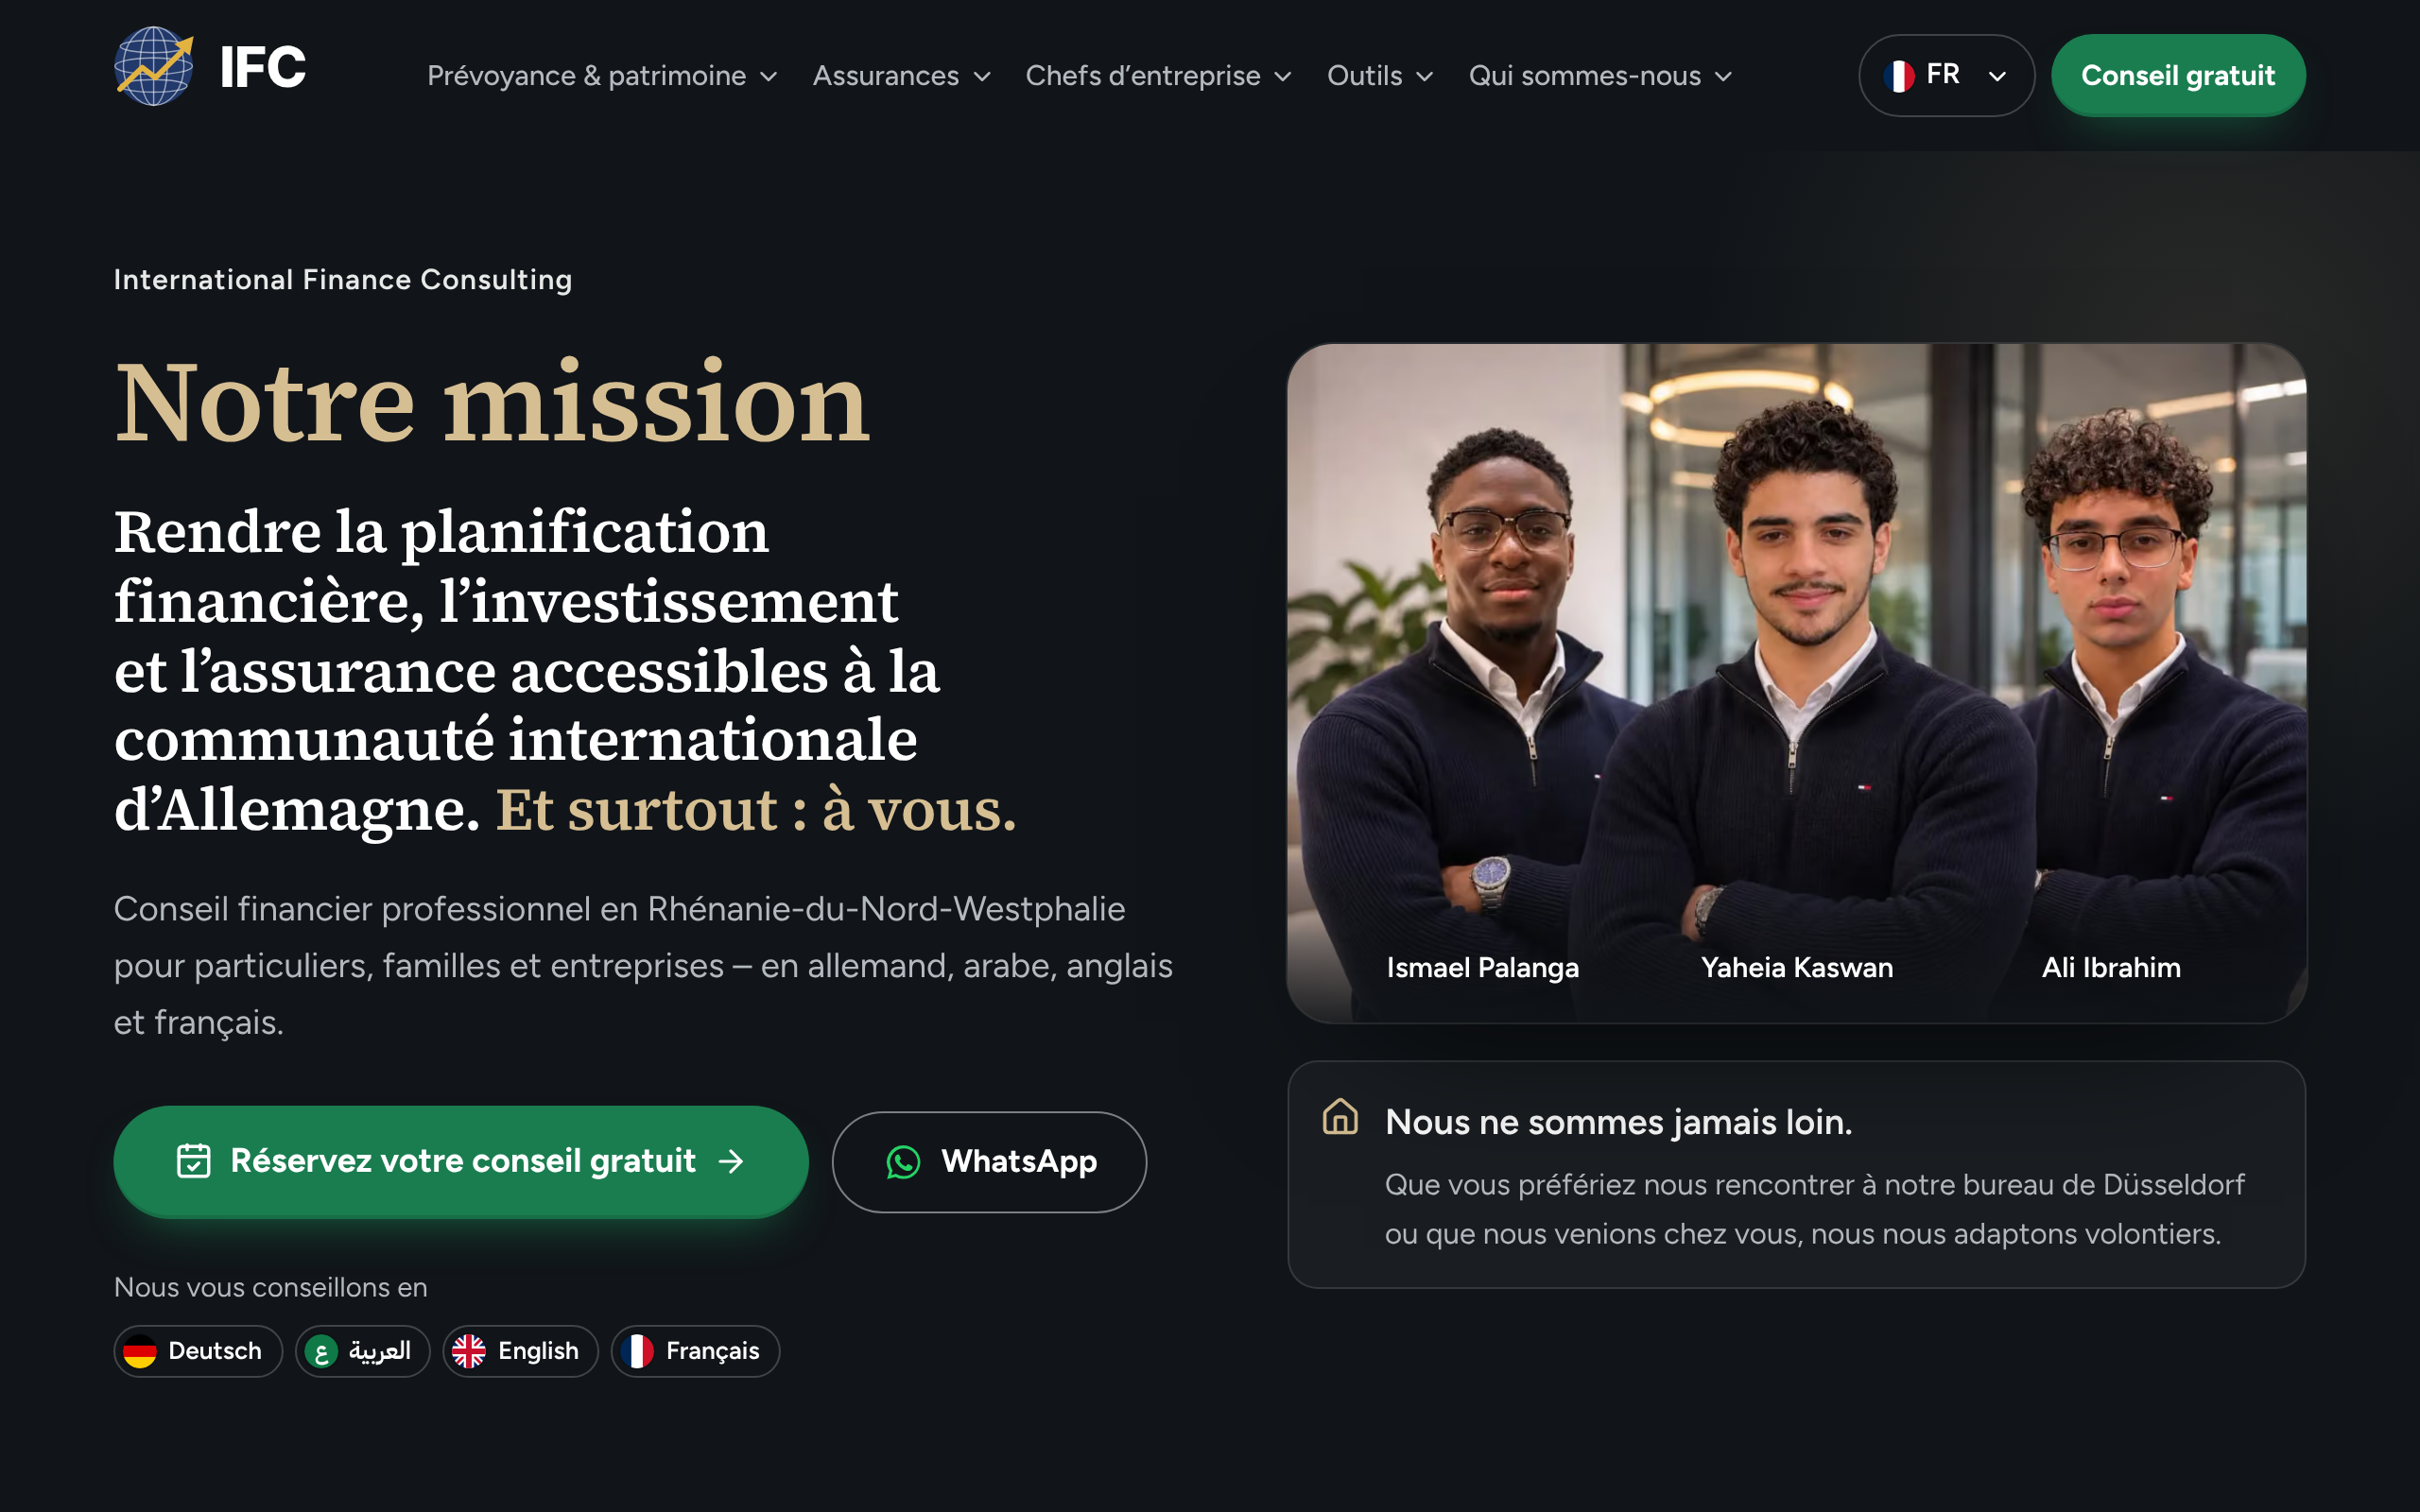 IFC
Prévoyance & patrimoine
Assurances
Chefs d’entreprise
Outils
Qui sommes-nous
FR
Conseil gratuit
International Finance Consulting
Notre mission
Rendre la planification
financière, l’investissement
et l’assurance accessibles à la
communauté internationale
d’Allemagne. Et surtout : à vous.
Conseil financier professionnel en Rhénanie-du-Nord-Westphalie
pour particuliers, familles et entreprises – en allemand, arabe, anglais
et français.
Réservez votre conseil gratuit
WhatsApp
Nous vous conseillons en
Deutsch
ع العربية
English
Français
Ismael Palanga
Yaheia Kaswan
Ali Ibrahim
Nous ne sommes jamais loin.
Que vous préfériez nous rencontrer à notre bureau de Düsseldorf
ou que nous venions chez vous, nous nous adaptons volontiers.